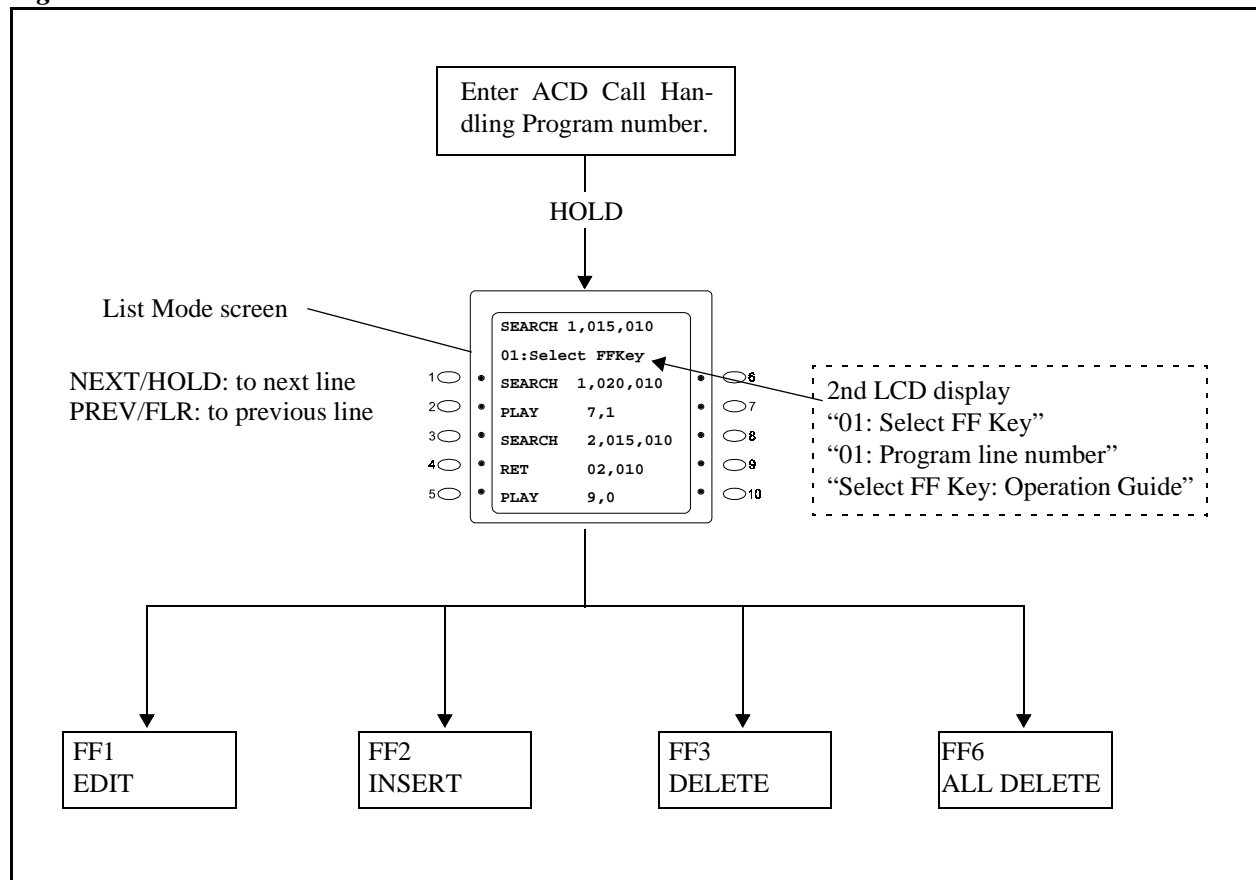 Enter ACD Call Han-
dling Program number.
HOLD
List Mode screen
NEXT/HOLD: to next line
PREV/FLR: to previous line
SEARCH 1,015,010
01:Select FFKey
SEARCH 1,020,010
PLAY 7,1
SEARCH 2,015,010
RET 02,010
PLAY 9,0
1
2
3
4
5
6
7
8
9
10
2nd LCD display
“01: Select FF Key”
“01: Program line number”
“Select FF Key: Operation Guide”
FF1
EDIT
FF2
INSERT
FF3
DELETE
FF6
ALL DELETE